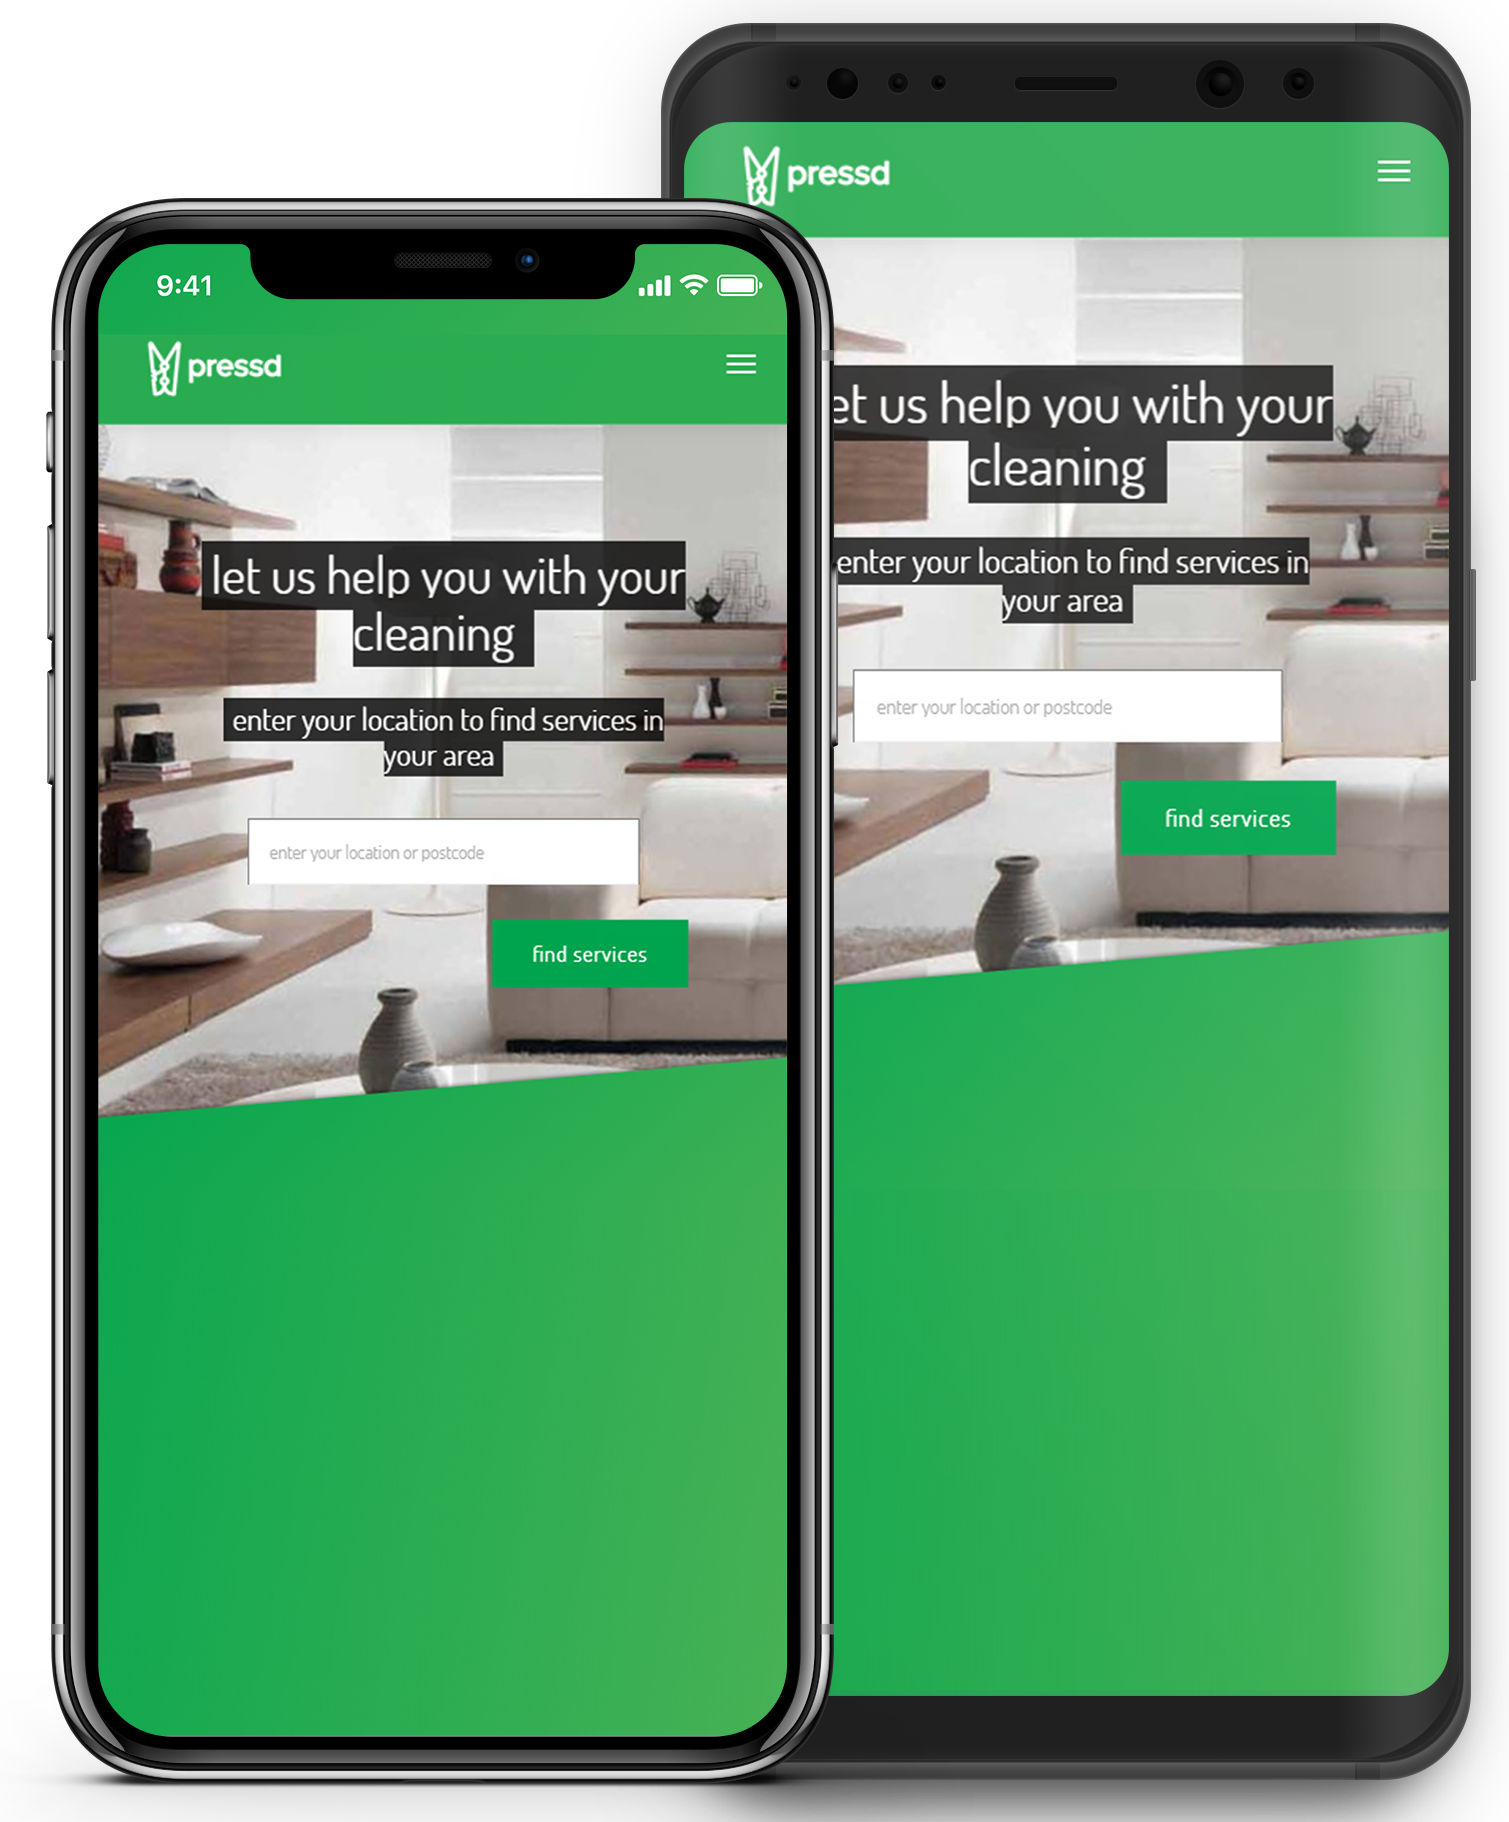 pressd
et us help you with your
cleaning
enter your location to find services in
your area
enter your location or postcode
find services
9:41
pressd
let us help you with your
cleaning
enter your location to find services in
your area
enter your location or postcode
find services